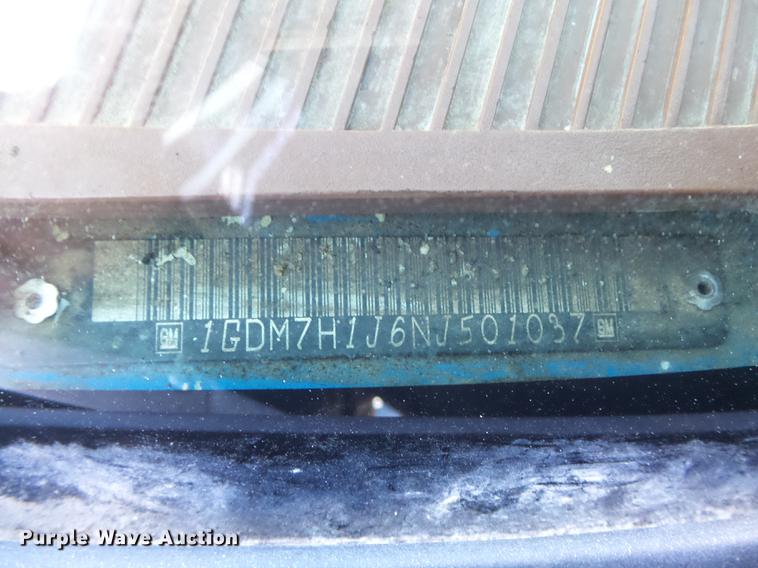 GM 1GDM7H1J6NJ501037 GM
Purple Wave Auction